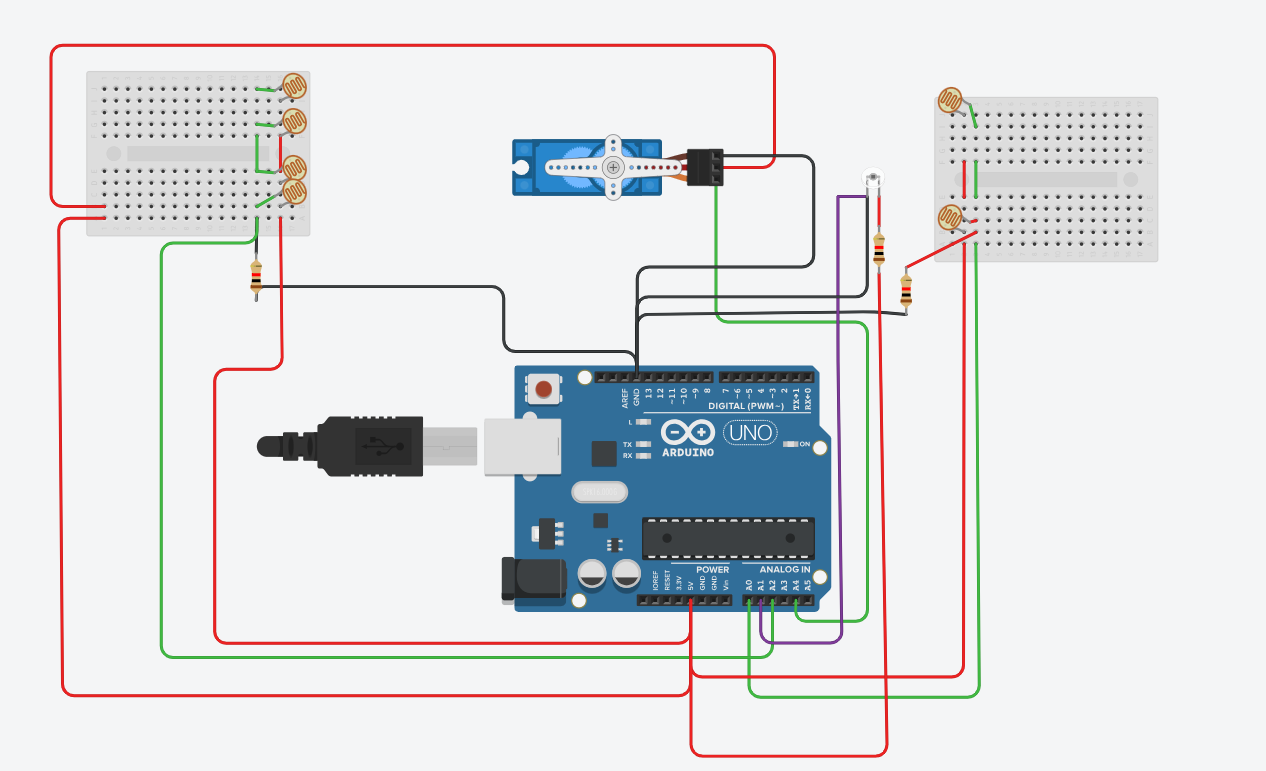 AREF
GND
13
12
~11
~10
~9
8
7
~6
~5
4
~3
2
TX→1
RX←0
DIGITAL (PWM~)
L
TX
RX
ARDUINO
UNO
ON
POWER
ANALOG IN
IOREF
RESET
3.3V
5V
GND
GND
Vin
A0
A1
A2
A3
A4
A5